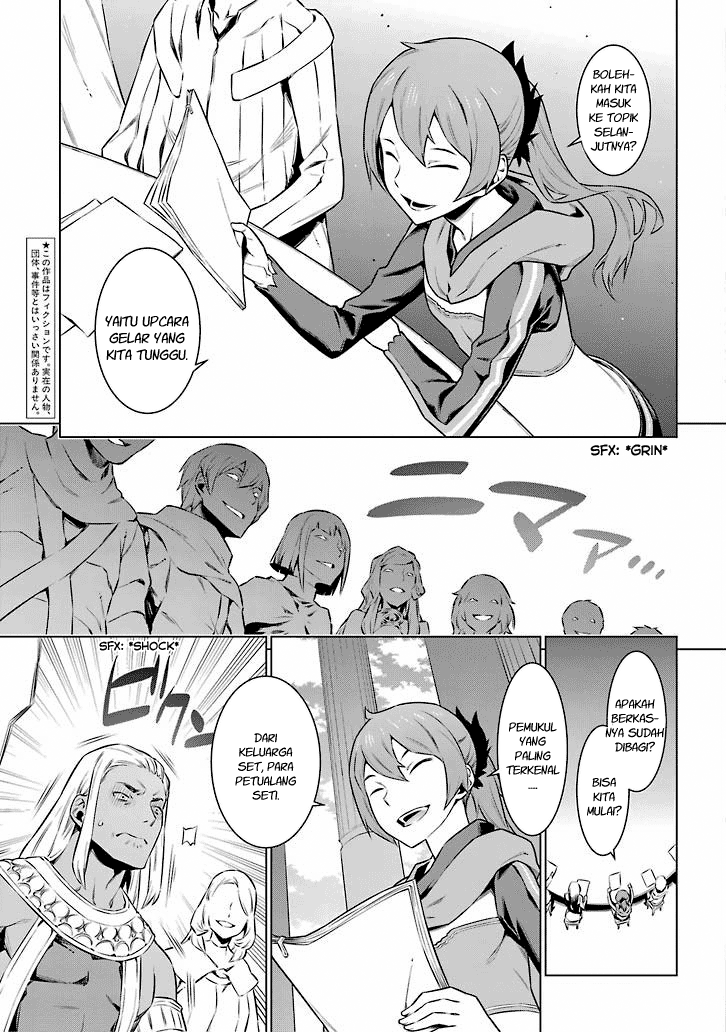 BOLEH-
KAH KITA
MASUK
KE TOPIK
SELAN-
JUTNYA?
YAITU UPCARA
GELAR YANG
KITA TUNGGU.
★この作品はフィクションです。実在の人物、
団体、事件等とはいっさい関係ありません。
SFX: *GRIN*
ニマァ…
APAKAH
BERKAS-
NYA SUDAH
DIBAGI?
BISA
KITA
MULAI?
PEMUKUL
YANG
PALING
TERKENAL
.....
DARI
KELUARGA
SET, PARA
PETUALANG
SETI.
SFX: *SHOCK*
ビクン